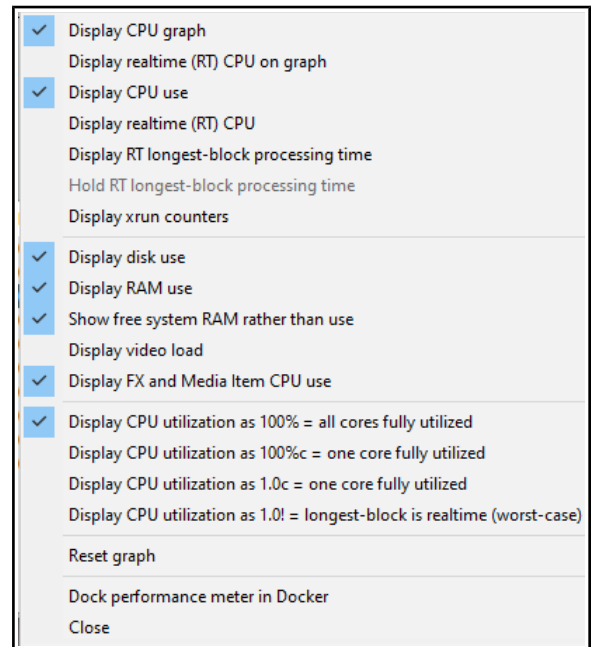 Display CPU graph
Display realtime (RT) CPU on graph
Display CPU use
Display realtime (RT) CPU
Display RT longest-block processing time
Hold RT longest-block processing time
Display xrun counters
Display disk use
Display RAM use
Show free system RAM rather than use
Display video load
Display FX and Media Item CPU use
Display CPU utilization as 100% = all cores fully utilized
Display CPU utilization as 100%c = one core fully utilized
Display CPU utilization as 1.0c = one core fully utilized
Display CPU utilization as 1.0! = longest-block is realtime (worst-case)
Reset graph
Dock performance meter in Docker
Close